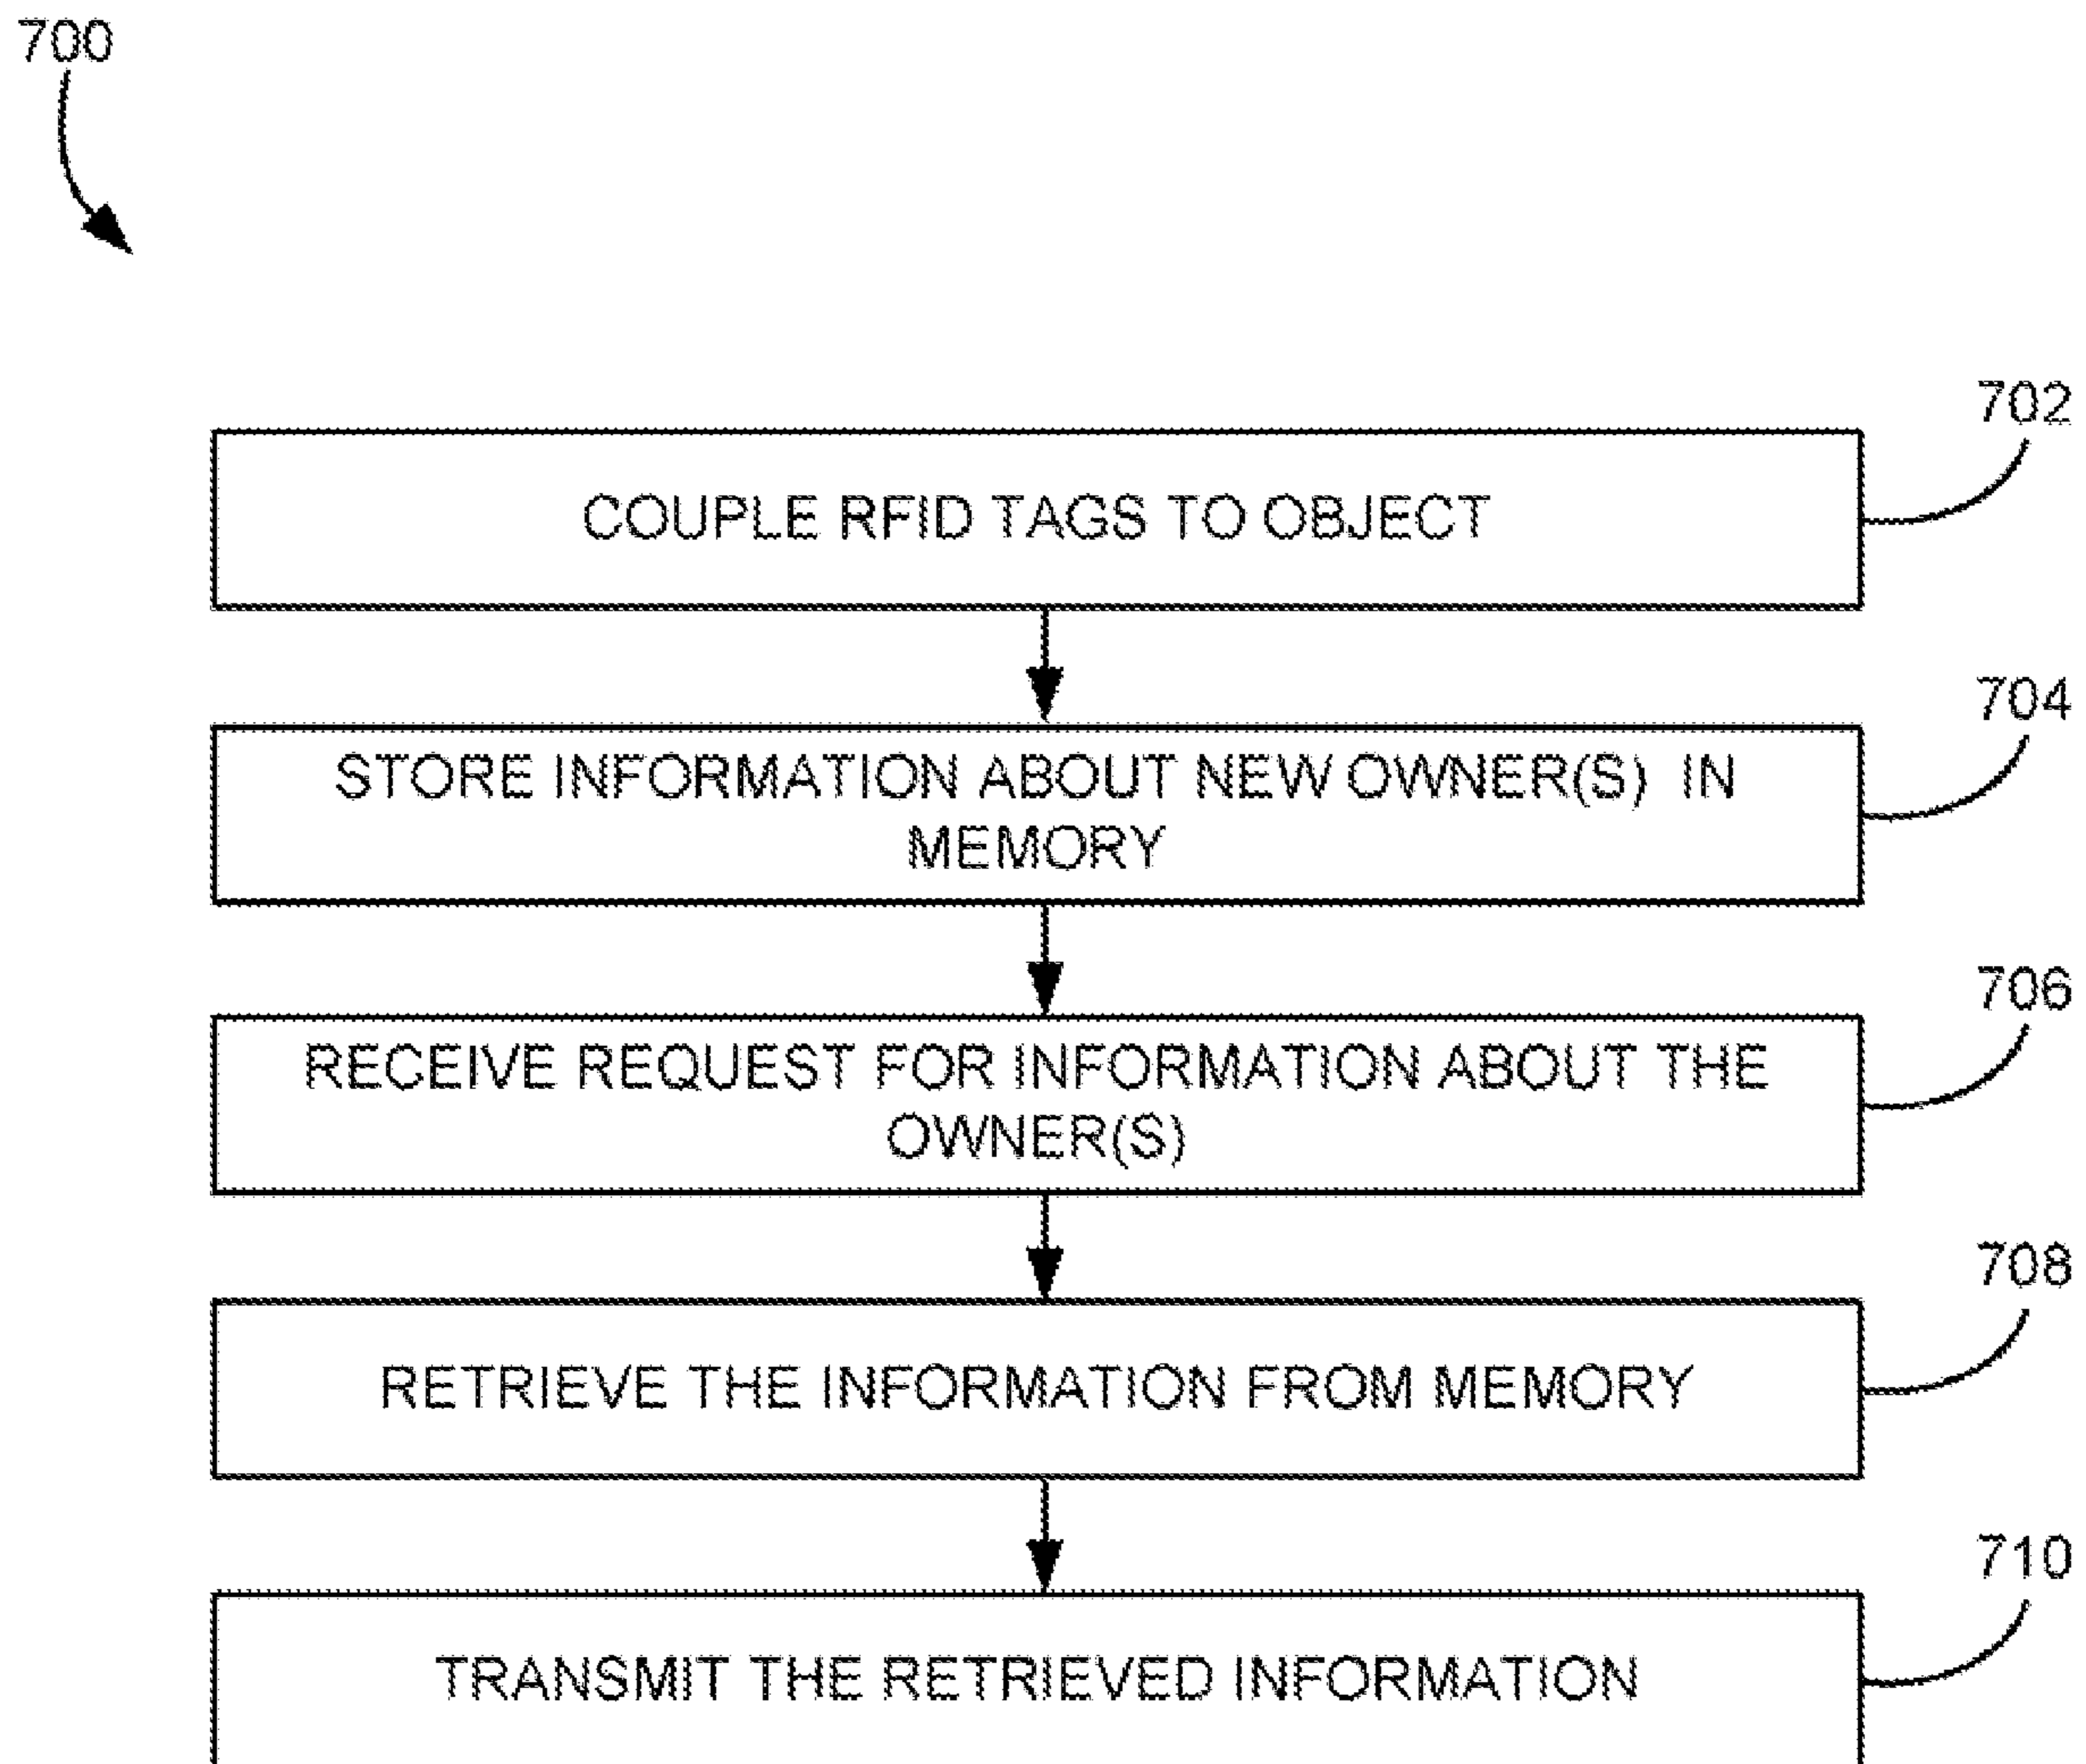 700
702
COUPLE RFID TAGS TO OBJECT
704
STORE INFORMATION ABOUT NEW OWNER(S) IN
MEMORY
706
RECEIVE REQUEST FOR INFORMATION ABOUT THE
OWNER(S)
708
RETRIEVE THE INFORMATION FROM MEMORY
710
TRANSMIT THE RETRIEVED INFORMATION